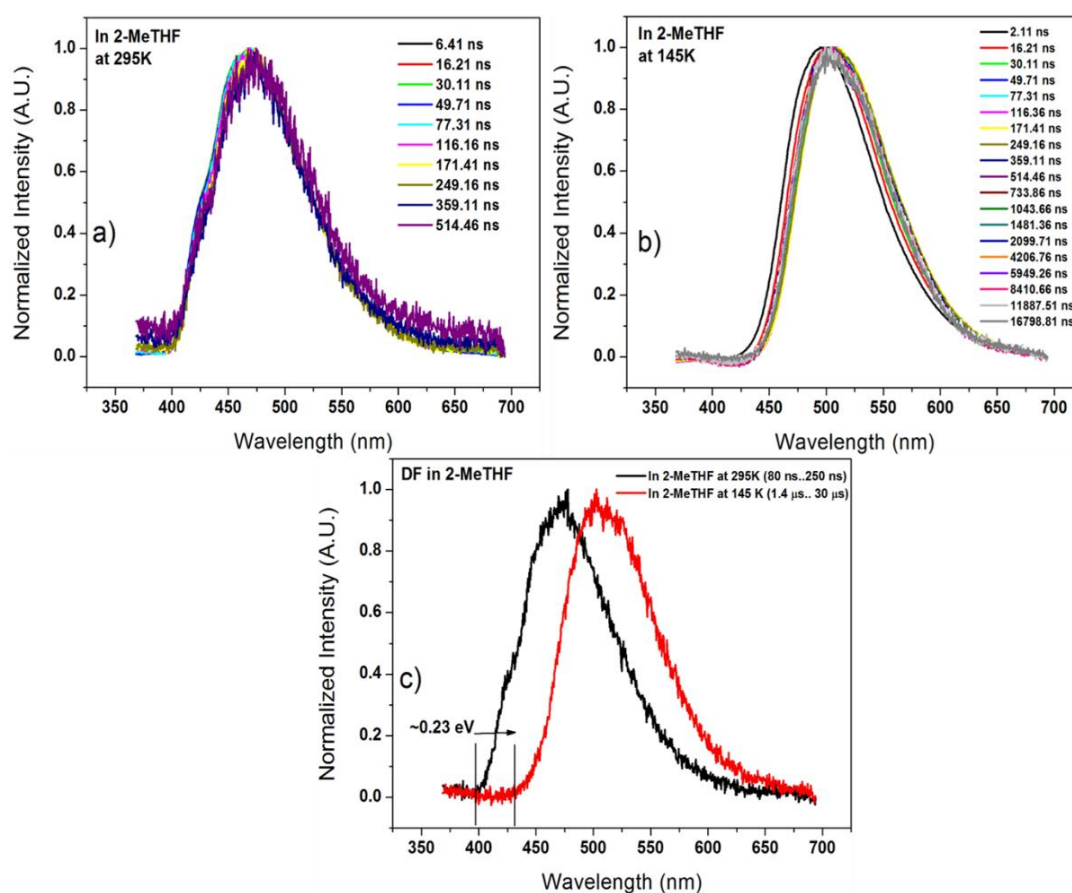 In 2-MeTHF
at 295K
6.41 ns
16.21 ns
30.11 ns
49.71 ns
77.31 ns
116.16 ns
171.41 ns
249.16 ns
359.11 ns
514.46 ns
a)
Normalized Intensity (A.U.)
1.0
0.8
0.6
0.4
0.2
0.0
350 400 450 500 550 600 650 700
Wavelength (nm)
In 2-MeTHF
at 145K
2.11 ns
16.21 ns
30.11 ns
49.71 ns
77.31 ns
116.36 ns
171.41 ns
249.16 ns
359.11 ns
514.46 ns
733.86 ns
1043.66 ns
1481.36 ns
2099.71 ns
4206.76 ns
5949.26 ns
8410.66 ns
11887.51 ns
16798.81 ns
b)
Normalized Intensity (A.U.)
1.0
0.8
0.6
0.4
0.2
0.0
350 400 450 500 550 600 650 700
Wavelength (nm)
DF in 2-MeTHF
In 2-MeTHF at 295K (80 ns..250 ns)
In 2-MeTHF at 145 K (1.4 µs.. 30 µs)
c)
~0.23 eV
Normalized Intensity (A.U.)
1.0
0.8
0.6
0.4
0.2
0.0
350 400 450 500 550 600 650 700
Wavelength (nm)